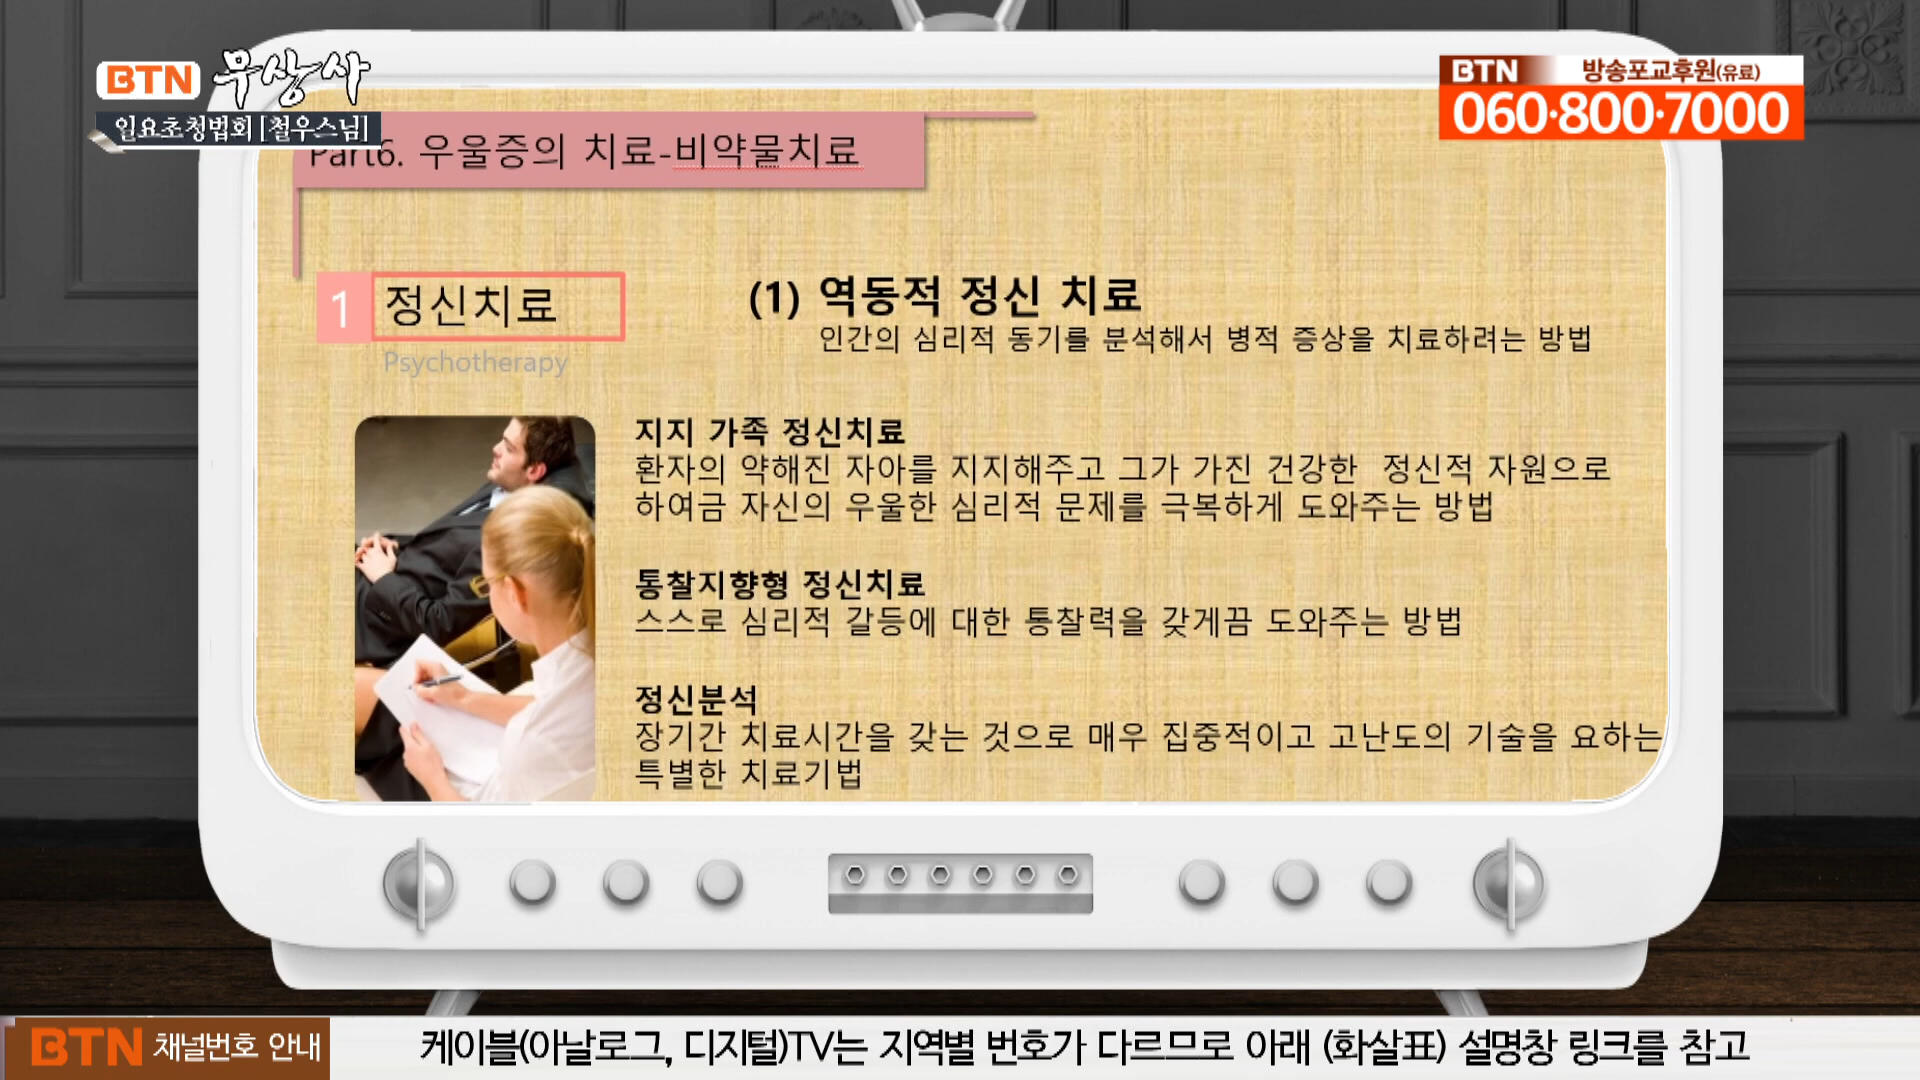 BTN 무상사
일요초청법회 [철우스님]
BTN 방송포교후원(유료)
060·800·7000
Part6. 우울증의 치료-비약물치료
1 정신치료
Psychotherapy
(1) 역동적 정신 치료
인간의 심리적 동기를 분석해서 병적 증상을 치료하려는 방법
지지 가족 정신치료
환자의 약해진 자아를 지지해주고 그가 가진 건강한 정신적 자원으로
하여금 자신의 우울한 심리적 문제를 극복하게 도와주는 방법
통찰지향형 정신치료
스스로 심리적 갈등에 대한 통찰력을 갖게끔 도와주는 방법
정신분석
장기간 치료시간을 갖는 것으로 매우 집중적이고 고난도의 기술을 요하는
특별한 치료기법
BTN 채널번호 안내
케이블(아날로그, 디지털)TV는 지역별 번호가 다르므로 아래 (화살표) 설명창 링크를 참고